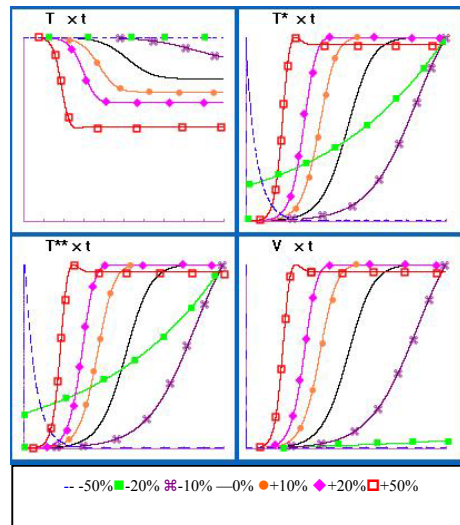 T × t
T* × t
T** × t
V × t
-- -50% -20% -10% —0% +10% +20% +50%